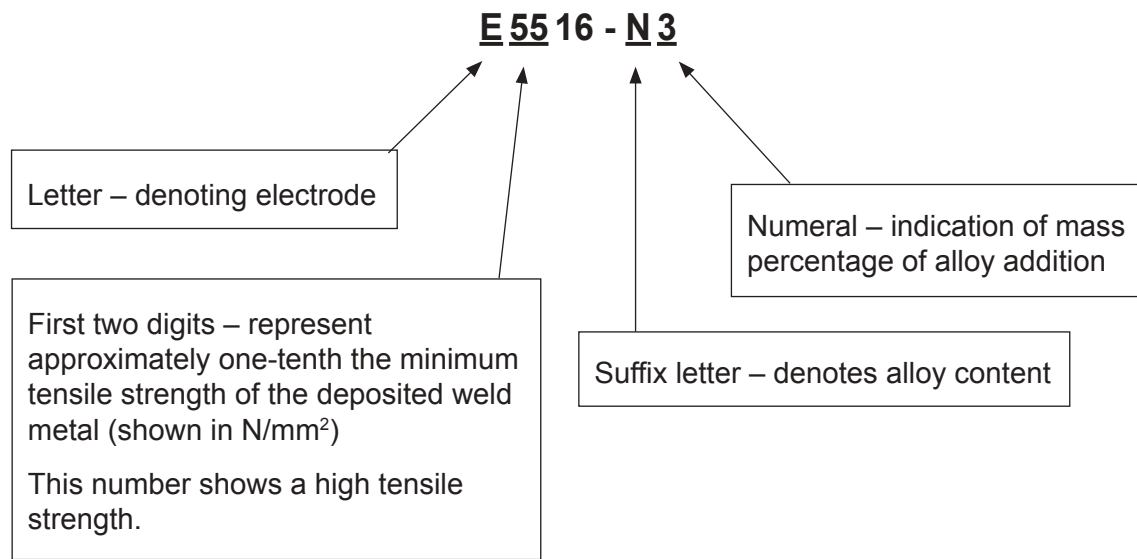 E 55 16 - N 3
Letter – denoting electrode
Numeral – indication of mass
percentage of alloy addition
First two digits – represent
approximately one-tenth the minimum
tensile strength of the deposited weld
metal (shown in N/mm²)
This number shows a high tensile
strength.
Suffix letter – denotes alloy content